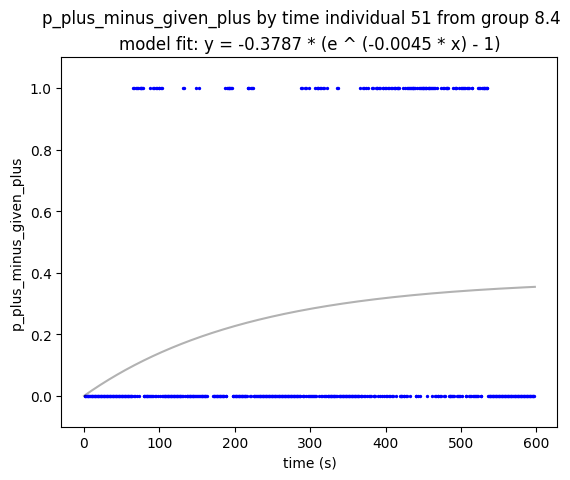 p_plus_minus_given_plus by time individual 51 from group 8.4
model fit: y = -0.3787 * (e ^ (-0.0045 * x) - 1)
1.0
0.8
0.6
0.4
0.2
0.0
p_plus_minus_given_plus
0 100 200 300 400 500 600
time (s)